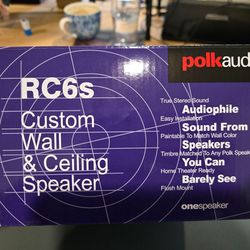 polkaud
RC6s
Custom
Wall
& Ceiling
Speaker
True Stereo Sound
Audiophile
Easy Installation
Sound From
Paintable To Match Wall Color
Speakers
Timbre Matched To Any Polk Speak
You Can
Home Theater Ready
Barely See
Flush Mount
onespeaker